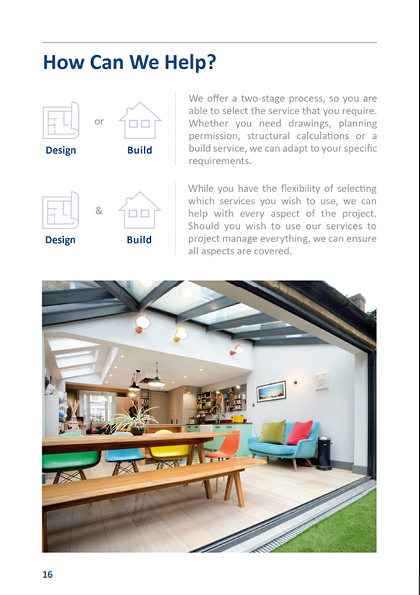 How Can We Help?
We offer a two-stage process, so you are
able to select the service that you require.
Whether you need drawings, planning
permission, structural calculations or a
build service, we can adapt to your specific
requirements.
or
Design
Build
While you have the flexibility of selecting
which services you wish to use, we can
help with every aspect of the project.
Should you wish to use our services to
project manage everything, we can ensure
all aspects are covered.
&
Design
Build
16